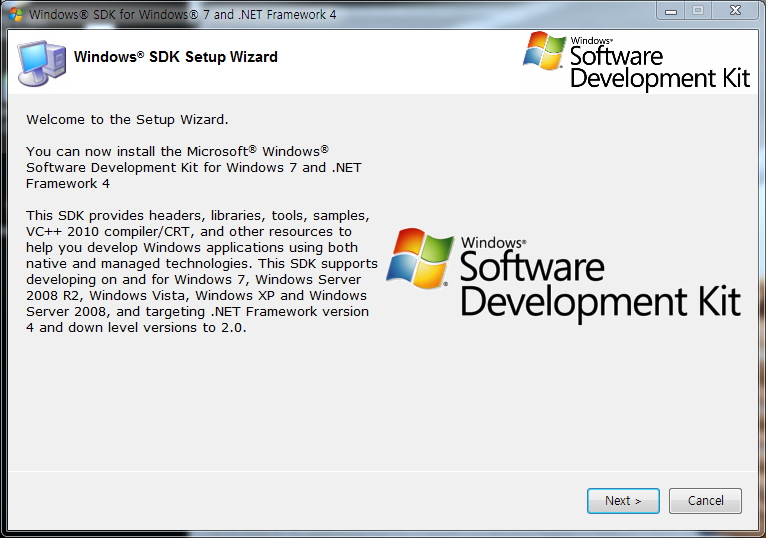 Windows® SDK for Windows® 7 and .NET Framework 4
Windows® SDK Setup Wizard
Windows®
Software
Development Kit
Welcome to the Setup Wizard.
You can now install the Microsoft® Windows®
Software Development Kit for Windows 7 and .NET
Framework 4
This SDK provides headers, libraries, tools, samples,
VC++ 2010 compiler/CRT, and other resources to
help you develop Windows applications using both
native and managed technologies. This SDK supports
developing on and for Windows 7, Windows Server
2008 R2, Windows Vista, Windows XP and Windows
Server 2008, and targeting .NET Framework version
4 and down level versions to 2.0.
Windows®
Software
Development Kit
Next >
Cancel